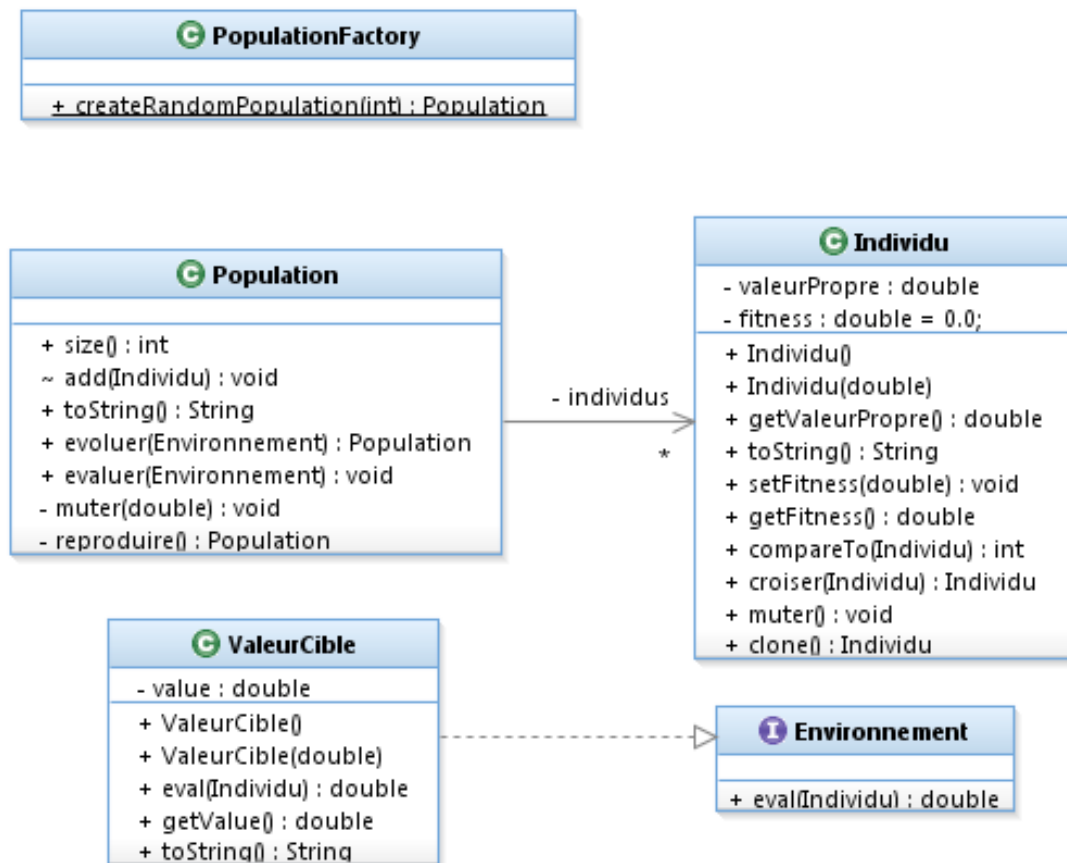 C PopulationFactory
+ createRandomPopulation(int) : Population
C Population
+ size() : int
~ add(Individu) : void
+ toString() : String
+ evoluer(Environnement) : Population
+ evaluer(Environnement) : void
- muter(double) : void
- reproduire() : Population
- individus
*
C Individu
- valeurPropre : double
- fitness : double = 0.0;
+ Individu()
+ Individu(double)
+ getValeurPropre() : double
+ toString() : String
+ setFitness(double) : void
+ getFitness() : double
+ compareTo(Individu) : int
+ croiser(Individu) : Individu
+ muter() : void
+ clone() : Individu
C ValeurCible
- value : double
+ ValeurCible()
+ ValeurCible(double)
+ eval(Individu) : double
+ getValue() : double
+ toString() : String
I Environnement
+ eval(Individu) : double